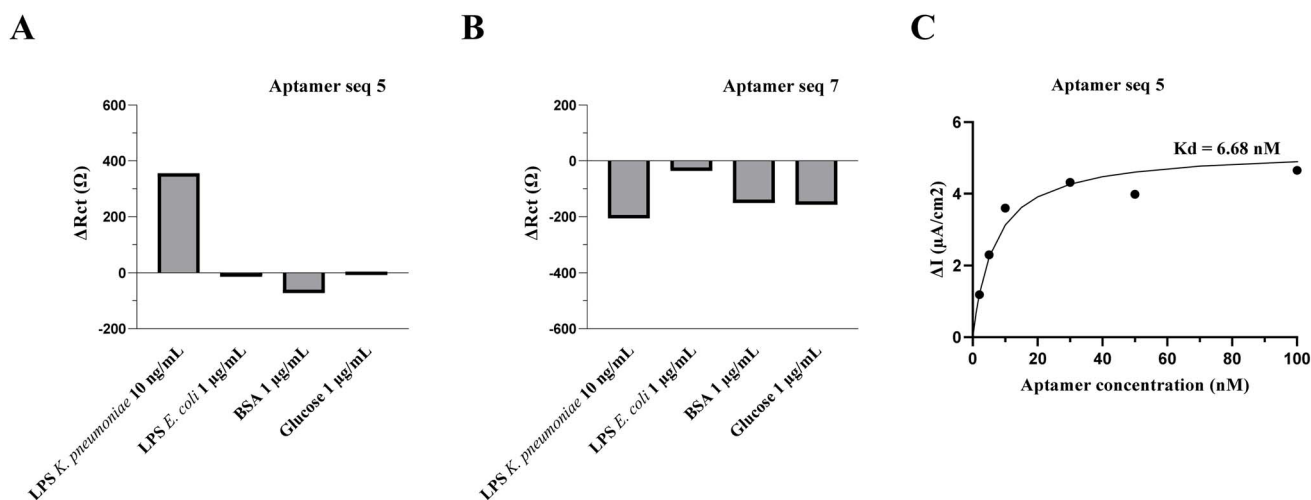 A
Aptamer seq 5
600
400
200
0
-200
ΔRct (Ω)
LPS K. pneumoniae 10 ng/mL
LPS E. coli 1 µg/mL
BSA 1 µg/mL
Glucose 1 µg/mL
B
Aptamer seq 7
200
0
-200
-400
-600
ΔRct (Ω)
LPS K. pneumoniae 10 ng/mL
LPS E. coli 1 µg/mL
BSA 1 µg/mL
Glucose 1 µg/mL
C
Aptamer seq 5
Kd = 6.68 nM
6
4
2
0
ΔI (µA/cm2)
0 20 40 60 80 100
Aptamer concentration (nM)